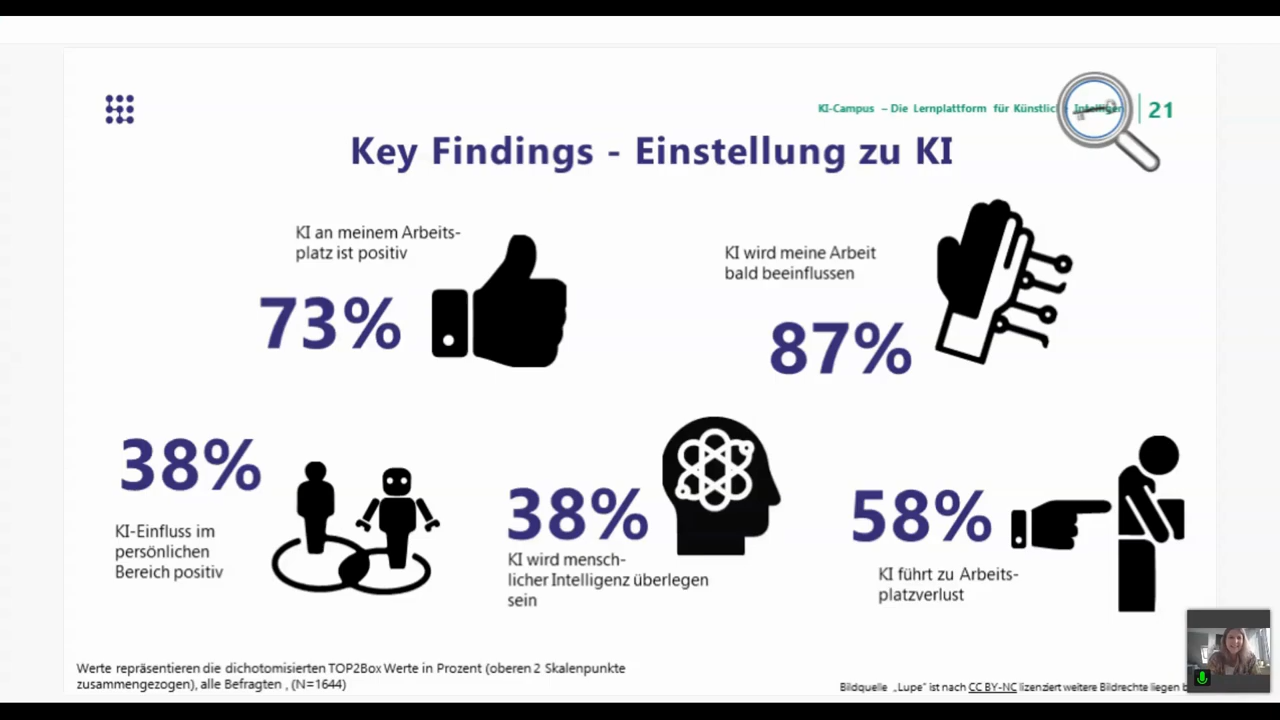 KI-Campus – Die Lernplattform für Künstliche Intelligen
21
Key Findings - Einstellung zu KI
KI an meinem Arbeits-
platz ist positiv
73%
KI wird meine Arbeit
bald beeinflussen
87%
38%
KI-Einfluss im
persönlichen
Bereich positiv
38%
KI wird mensch-
licher Intelligenz überlegen
sein
58%
KI führt zu Arbeits-
platzverlust
Werte repräsentieren die dichotomisierten TOP2Box Werte in Prozent (oberen 2 Skalenpunkte
zusammengezogen), alle Befragten , (N=1644)
Bildquelle „Lupe" ist nach CC BY-NC lizenziert weitere Bildrechte liegen